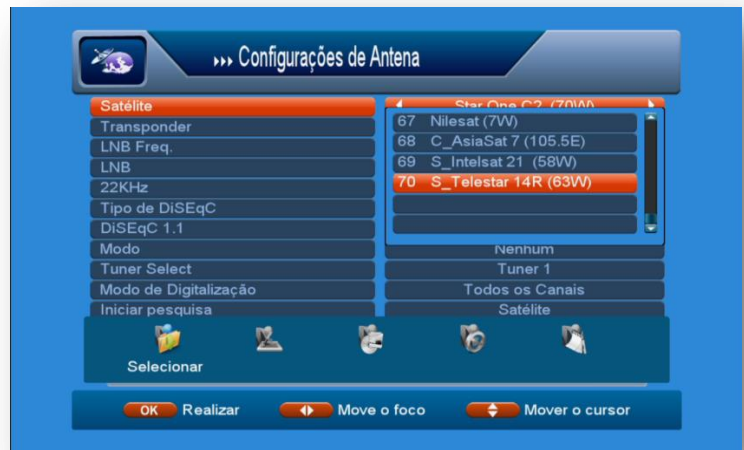 ››› Configurações de Antena
Satélite
Star One C2 (70W)
Transponder
LNB Freq.
LNB
22KHz
Tipo de DiSEqC
DiSEqC 1.1
67 Nilesat (7W)
68 C_AsiaSat 7 (105.5E)
69 S_Intelsat 21 (58W)
70 S_Telestar 14R (63W)
Modo
Nenhum
Tuner Select
Tuner 1
Modo de Digitalização
Todos os Canais
Iniciar pesquisa
Satélite
Selecionar
OK Realizar
Move o foco
Mover o cursor